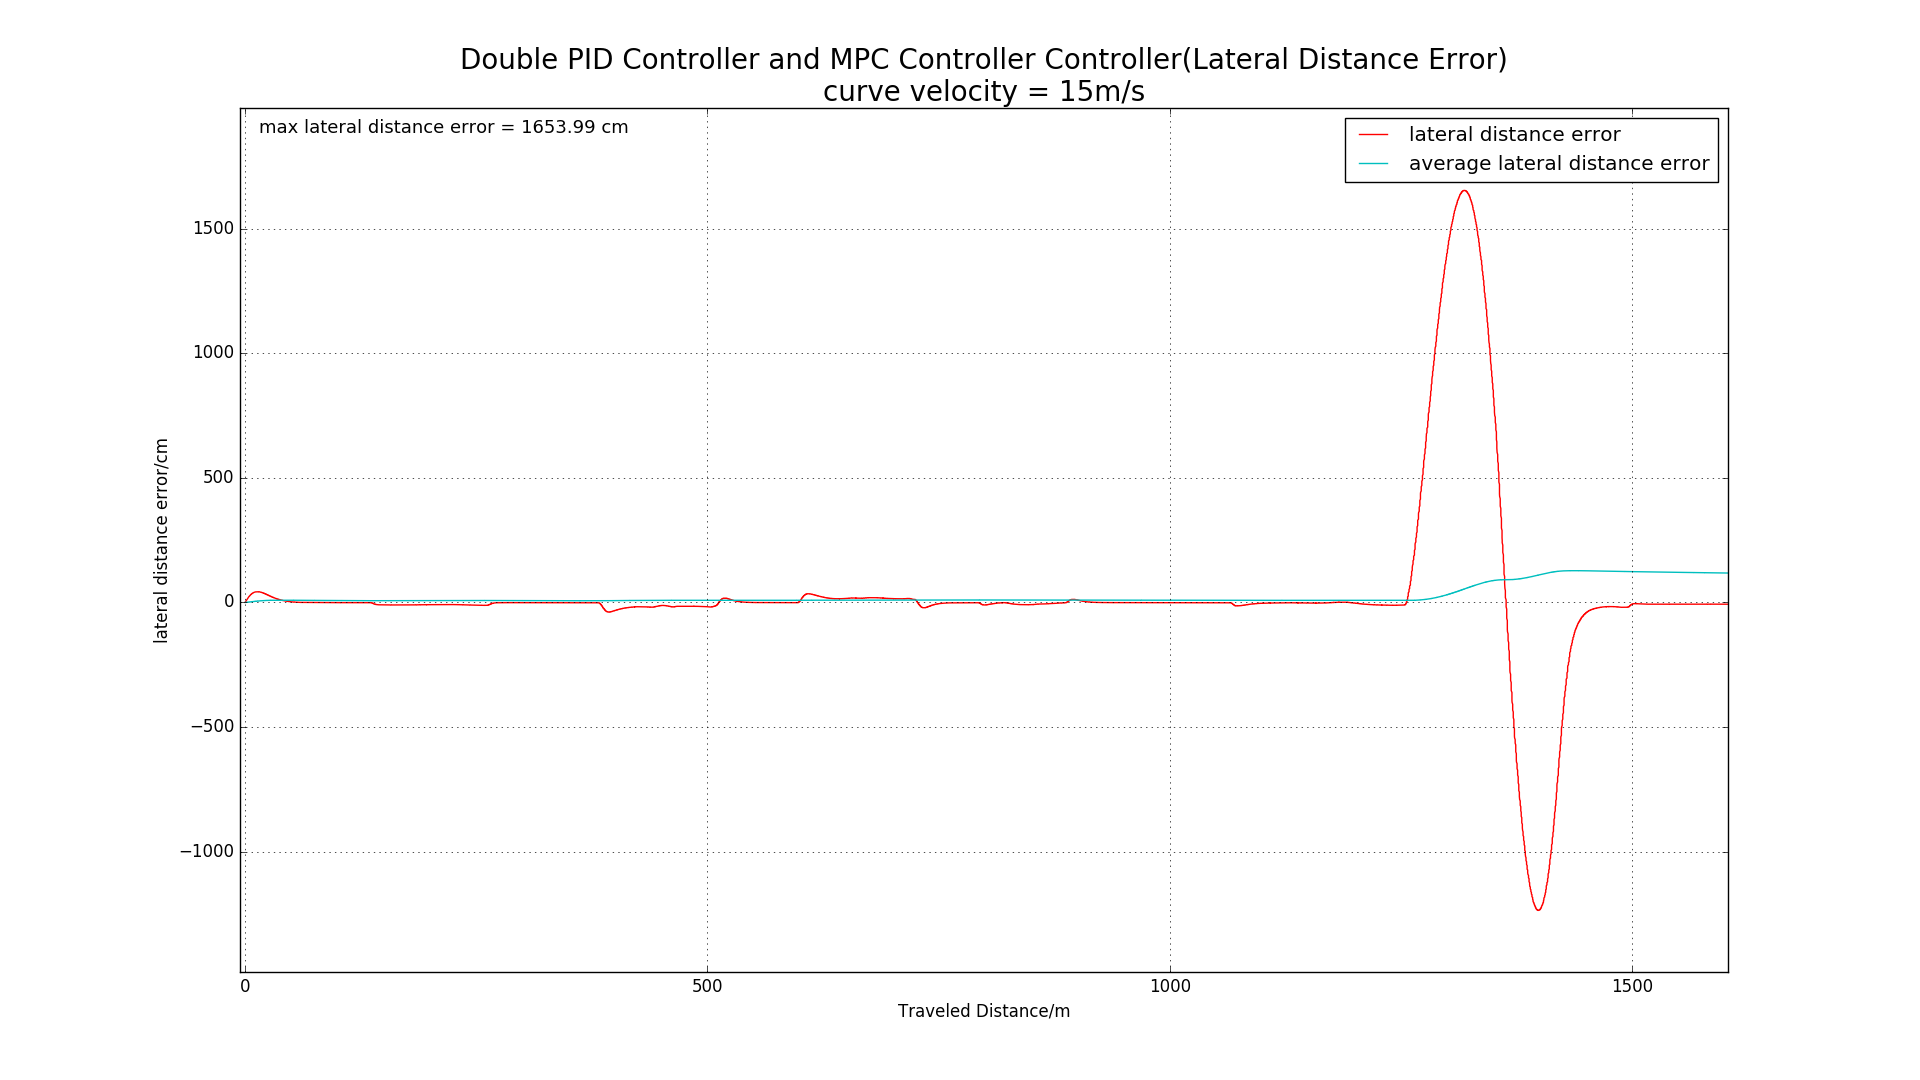 Double PID Controller and MPC Controller Controller(Lateral Distance Error)
curve velocity = 15m/s
max lateral distance error = 1653.99 cm
lateral distance error
average lateral distance error
1500
1000
500
0
−500
−1000
lateral distance error/cm
0
500
1000
1500
Traveled Distance/m